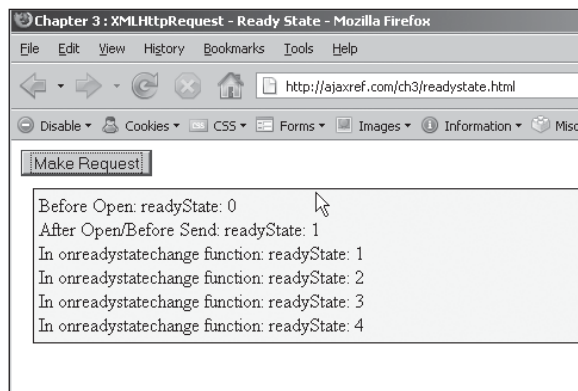 Chapter 3 : XMLHttpRequest - Ready State - Mozilla Firefox
File Edit View History Bookmarks Tools Help
http://ajaxref.com/ch3/readystate.html
Disable Cookies CSS Forms Images Information Misc
Make Request
Before Open: readyState: 0
After Open/Before Send: readyState: 1
In onreadystatechange function: readyState: 1
In onreadystatechange function: readyState: 2
In onreadystatechange function: readyState: 3
In onreadystatechange function: readyState: 4